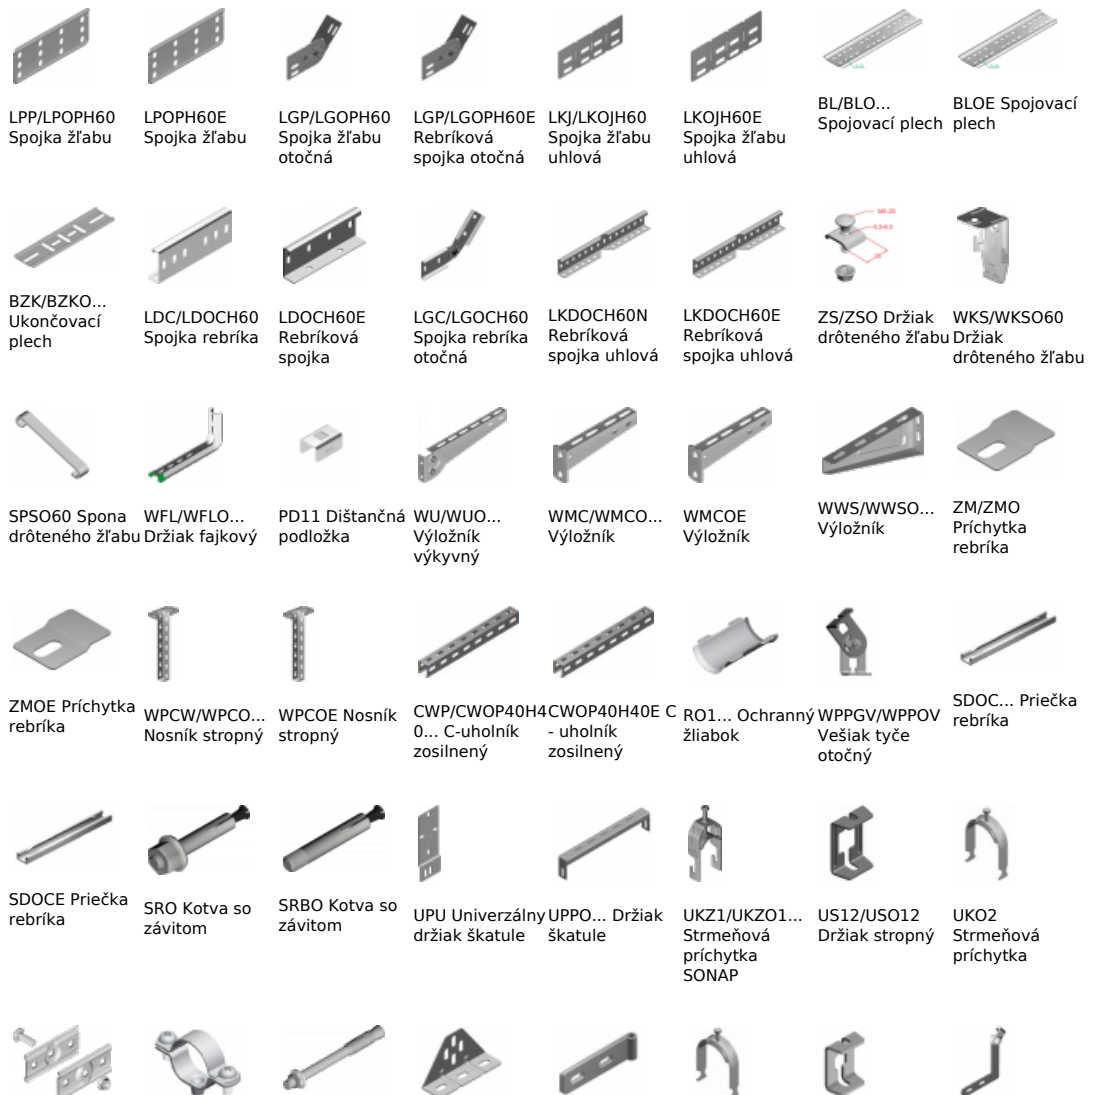 LPP/LPOPH60
Spojka žľabu
LPOPH60E
Spojka žľabu
LGP/LGOPH60
Spojka žľabu
otočná
LGP/LGOPH60E
Rebríková
spojka otočná
LKJ/LKOJH60
Spojka žľabu
uhlová
LKOJH60E
Spojka žľabu
uhlová
BL/BLO...
Spojovací plech
BLOE Spojovací
plech
BZK/BZKO...
Ukončovací
plech
LDC/LDOCH60
Spojka rebríka
LDOCH60E
Rebríková
spojka
LGC/LGOCH60
Spojka rebríka
otočná
LKDOCH60N
Rebríková
spojka uhlová
LKDOCH60E
Rebríková
spojka uhlová
ZS/ZSO Držiak
drôteného žľabu
WKS/WKSO60
Držiak
drôteného žľabu
SPSO60 Spona
drôteného žľabu
WFL/WFLO...
Držiak fajkový
PD11 Dištančná
podložka
WU/WUO...
Výložník
výkyvný
WMC/WMCO...
Výložník
WMCOE
Výložník
WWS/WWSO...
Výložník
ZM/ZMO
Príchytka
rebríka
ZMOE Príchytka
rebríka
WPCW/WPCO...
Nosník stropný
WPCOE Nosník
stropný
CWP/CWOP40H4
0... C-uholník
zosilnený
CWOP40H40E C
- uholník
zosilnený
RO1... Ochranný
žliabok
WPPGV/WPPOV
Vešiak tyče
otočný
SDOC... Priečka
rebríka
SDOCE Priečka
rebríka
SRO Kotva so
závitom
SRBO Kotva so
závitom
UPU Univerzálny
držiak škatule
UPPO... Držiak
škatule
UKZ1/UKZO1...
Strmeňová
príchytka
SONAP
US12/USO12
Držiak stropný
UKO2
Strmeňová
príchytka